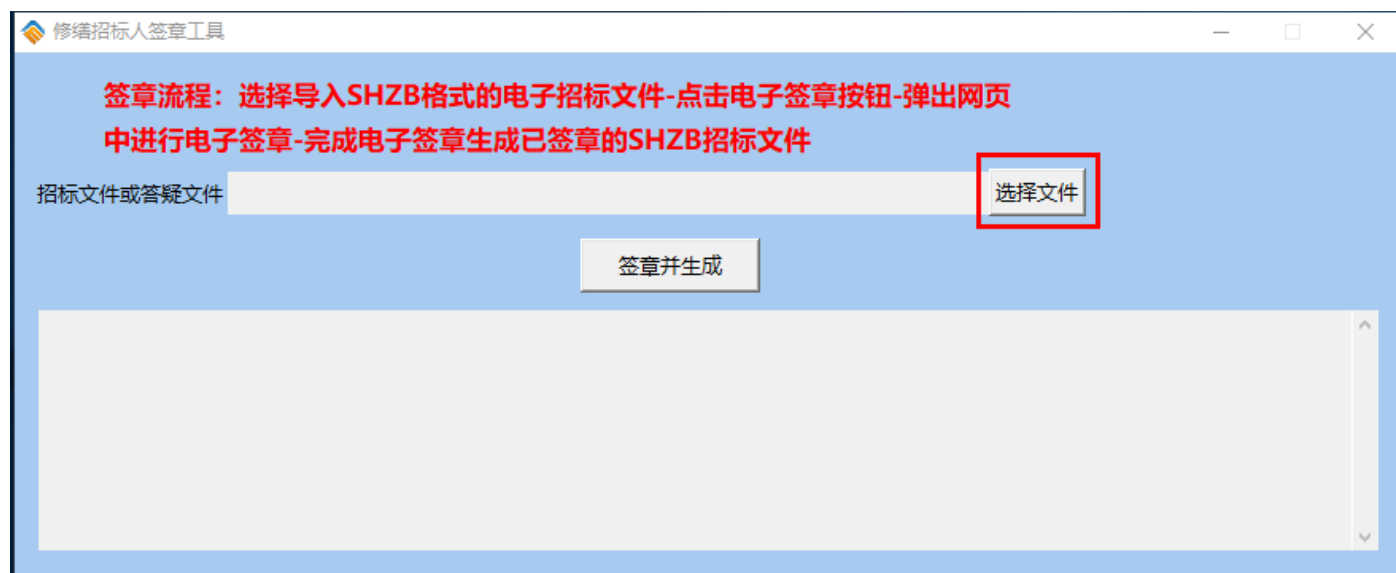 修缮招标人签章工具
签章流程：选择导入SHZB格式的电子招标文件-点击电子签章按钮-弹出网页
中进行电子签章-完成电子签章生成已签章的SHZB招标文件
招标文件或答疑文件 选择文件
签章并生成